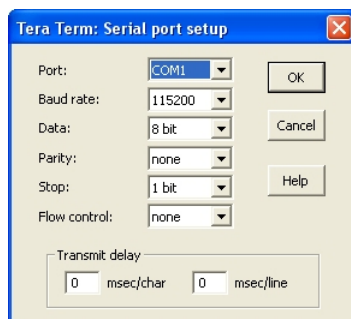 Tera Term: Serial port setup
Port: COM1 OK
Baud rate: 115200
Data: 8 bit Cancel
Parity: none
Stop: 1 bit Help
Flow control: none
Transmit delay
0 msec/char 0 msec/line